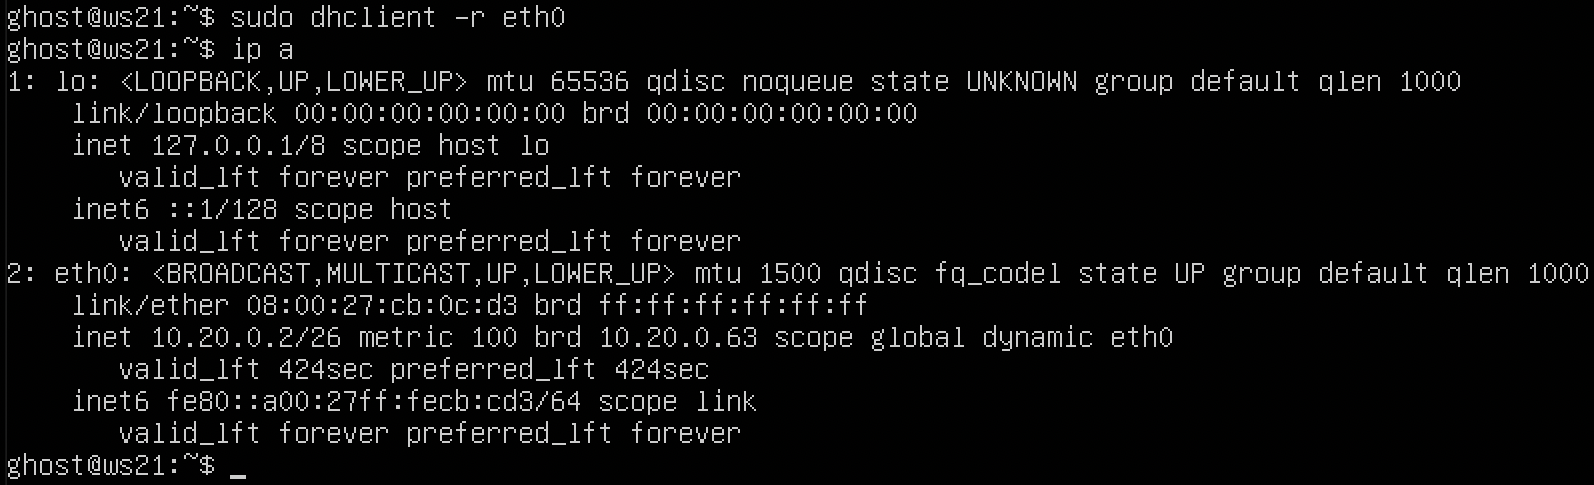 ghost@ws21:~$ sudo dhclient -r eth0
ghost@ws21:~$ ip a
1: lo: <LOOPBACK,UP,LOWER_UP> mtu 65536 qdisc noqueue state UNKNOWN group default qlen 1000
    link/loopback 00:00:00:00:00:00 brd 00:00:00:00:00:00
    inet 127.0.0.1/8 scope host lo
       valid_lft forever preferred_lft forever
    inet6 ::1/128 scope host
       valid_lft forever preferred_lft forever
2: eth0: <BROADCAST,MULTICAST,UP,LOWER_UP> mtu 1500 qdisc fq_codel state UP group default qlen 1000
    link/ether 08:00:27:cb:0c:d3 brd ff:ff:ff:ff:ff:ff
    inet 10.20.0.2/26 metric 100 brd 10.20.0.63 scope global dynamic eth0
       valid_lft 424sec preferred_lft 424sec
    inet6 fe80::a00:27ff:fecb:cd3/64 scope link
       valid_lft forever preferred_lft forever
ghost@ws21:~$ _